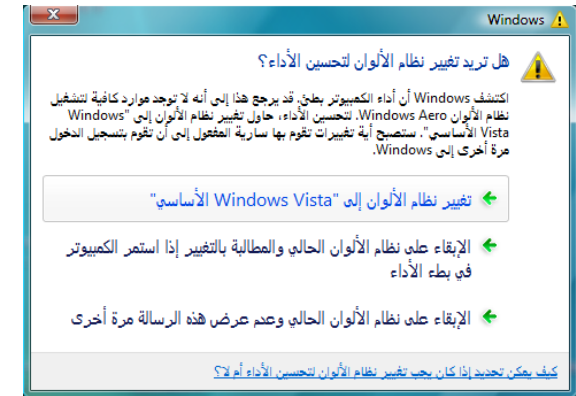 Windows
هل تريد تغيير نظام الألوان لتحسين الأداء؟
اكتشف Windows أن أداء الكمبيوتر بطئ. قد يرجع هذا إلى أنه لا توجد موارد كافية لتشغيل
نظام الألوان Windows Aero. لتحسين الأداء، حاول تغيير نظام الألوان إلى "Windows
Vista الأساسي". ستصبح أية تغييرات تقوم بها سارية المفعول إلى أن تقوم بتسجيل الدخول
مرة أخرى إلى Windows.
تغيير نظام الألوان إلى "Windows Vista الأساسي"
الإبقاء على نظام الألوان الحالي والمطالبة بالتغيير إذا استمر الكمبيوتر
في بطء الأداء
الإبقاء على نظام الألوان الحالي وعدم عرض هذه الرسالة مرة أخرى
كيف يمكن تحديد إذا كان يجب تغيير نظام الألوان لتحسين الأداء أم لا؟